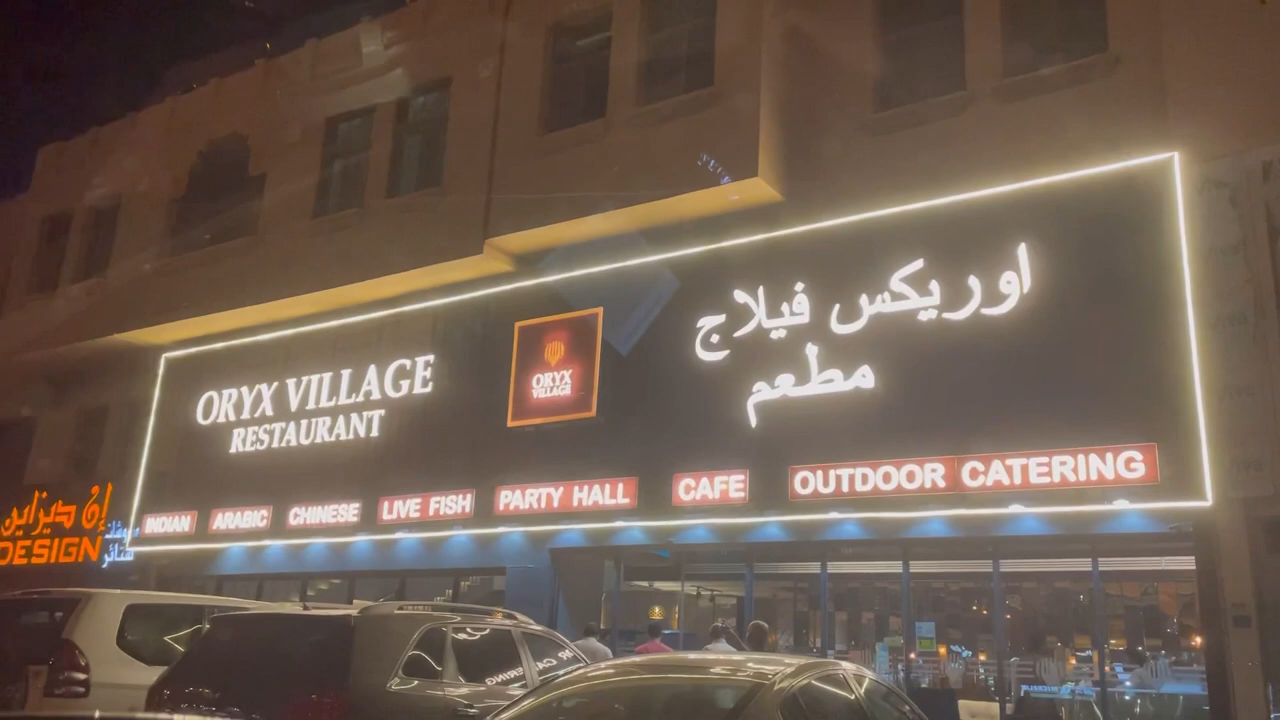 ORYX VILLAGE
RESTAURANT
ORYX
VILLAGE
اوريكس فيلاج
مطعم
INDIAN
ARABIC
CHINESE
LIVE FISH
PARTY HALL
CAFE
OUTDOOR CATERING
إن ديزاين
DESIGN
ستائر